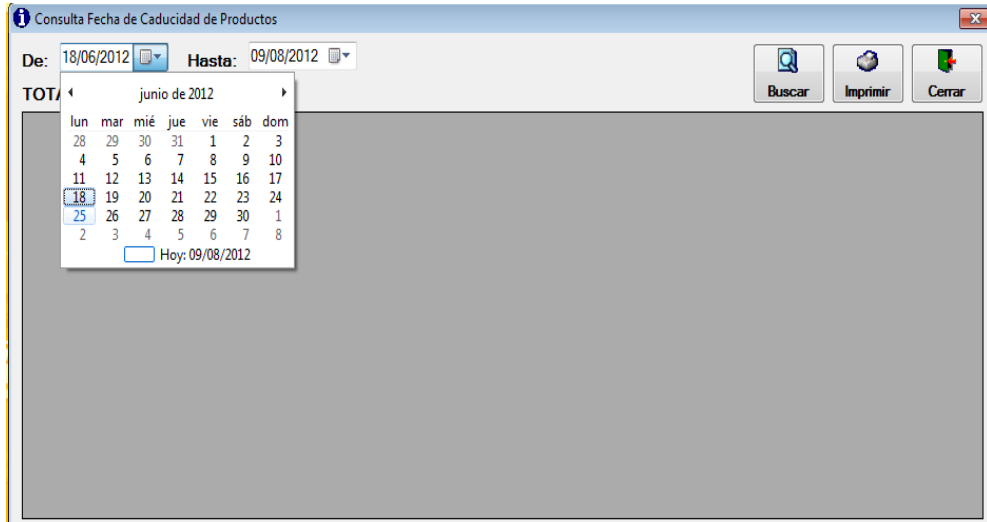 Consulta Fecha de Caducidad de Productos
De: 18/06/2012 Hasta: 09/08/2012
Buscar Imprimir Cerrar
junio de 2012
lun mar mié jue vie sáb dom
28 29 30 31 1 2 3
4 5 6 7 8 9 10
11 12 13 14 15 16 17
18 19 20 21 22 23 24
25 26 27 28 29 30 1
2 3 4 5 6 7 8
Hoy: 09/08/2012